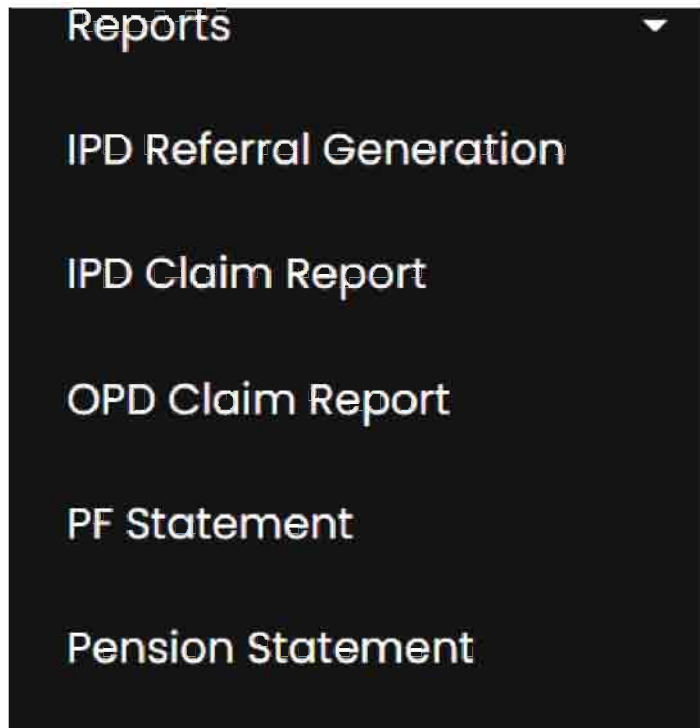 Reports
IPD Referral Generation
IPD Claim Report
OPD Claim Report
PF Statement
Pension Statement